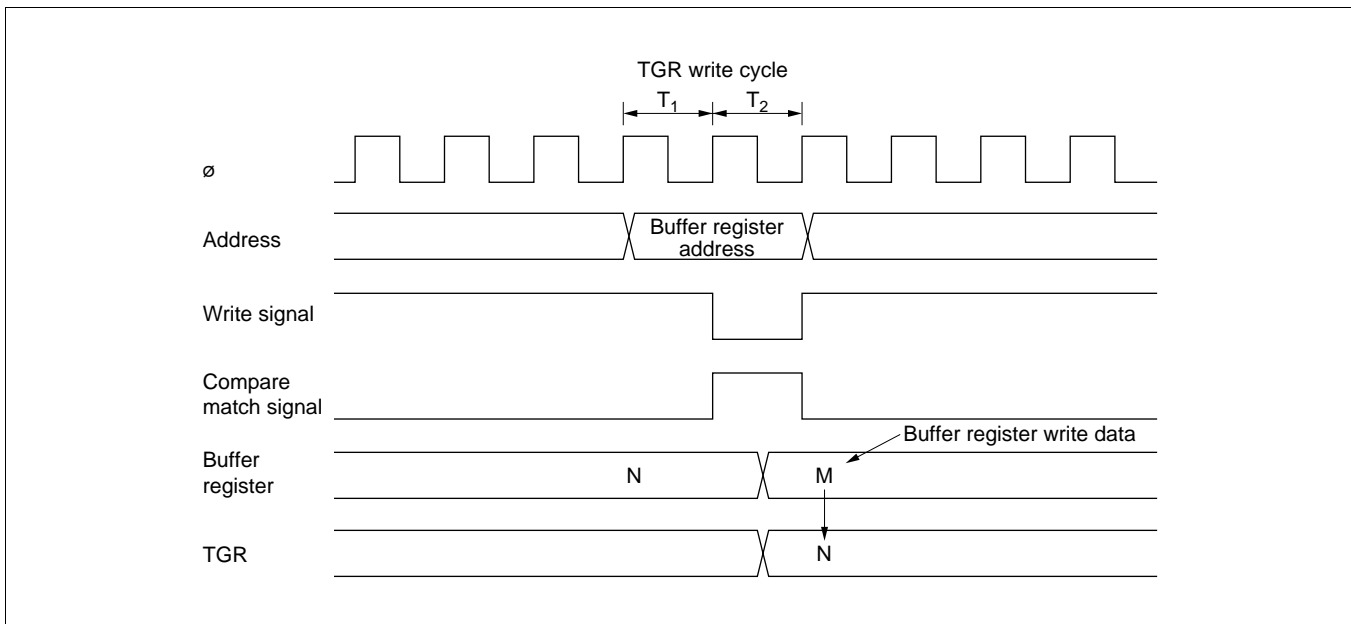 TGR write cycle
T₁ T₂
ø
Address
Buffer register
address
Write signal
Compare
match signal
Buffer register write data
Buffer
register
N M
TGR
N